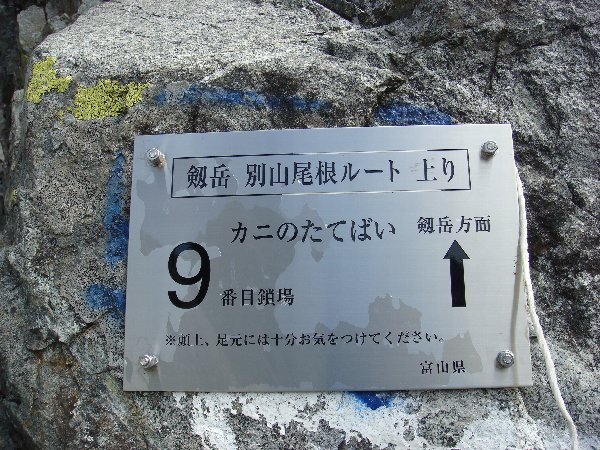 剱岳 別山尾根ルート 上り
カニのたてばい
剱岳方面
9番目鎖場
↑
※頭上、足元には十分お気をつけてください。
富山県